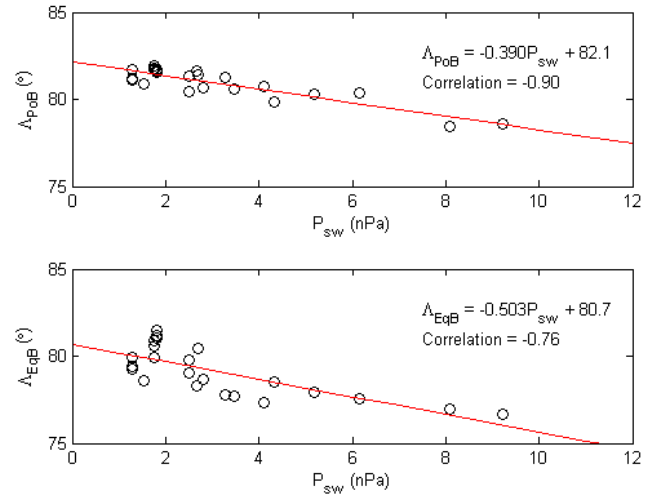 85
80
75
Λ_PoB (°)
Λ_PoB = -0.390P_sw + 82.1
Correlation = -0.90
0 2 4 6 8 10 12
P_sw (nPa)
85
80
75
Λ_EqB (°)
Λ_EqB = -0.503P_sw + 80.7
Correlation = -0.76
0 2 4 6 8 10 12
P_sw (nPa)